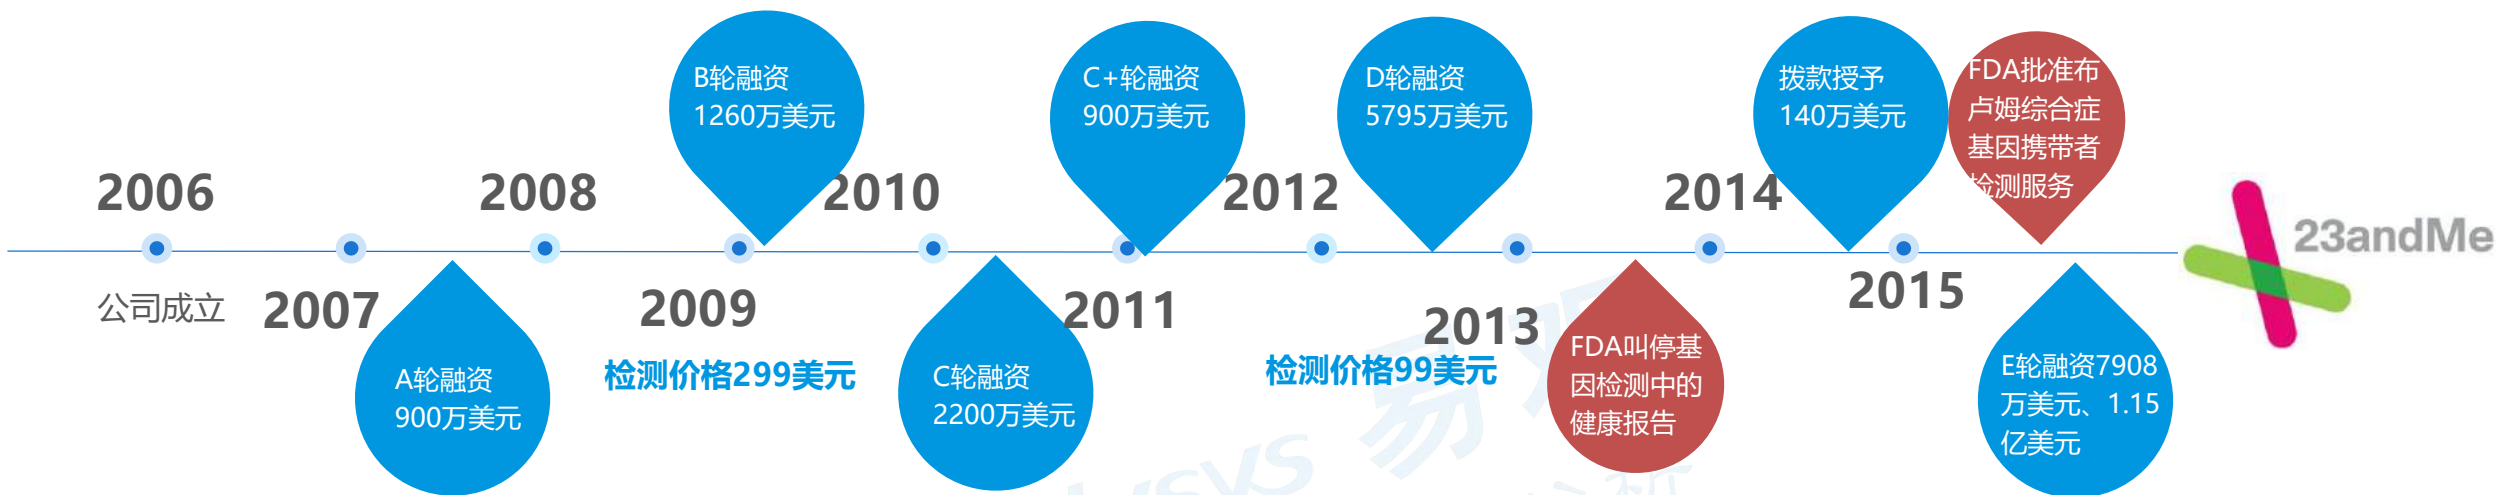 B轮融资
1260万美元
C+轮融资
900万美元
D轮融资
5795万美元
拨款授予
140万美元
FDA批准布
卢姆综合症
基因携带者
检测服务
2006
2008
2010
2012
2014
23andMe
公司成立
2007
2009
2011
2013
2015
检测价格299美元
检测价格99美元
A轮融资
900万美元
C轮融资
2200万美元
FDA叫停基
因检测中的
健康报告
E轮融资7908
万美元、1.15
亿美元
易观